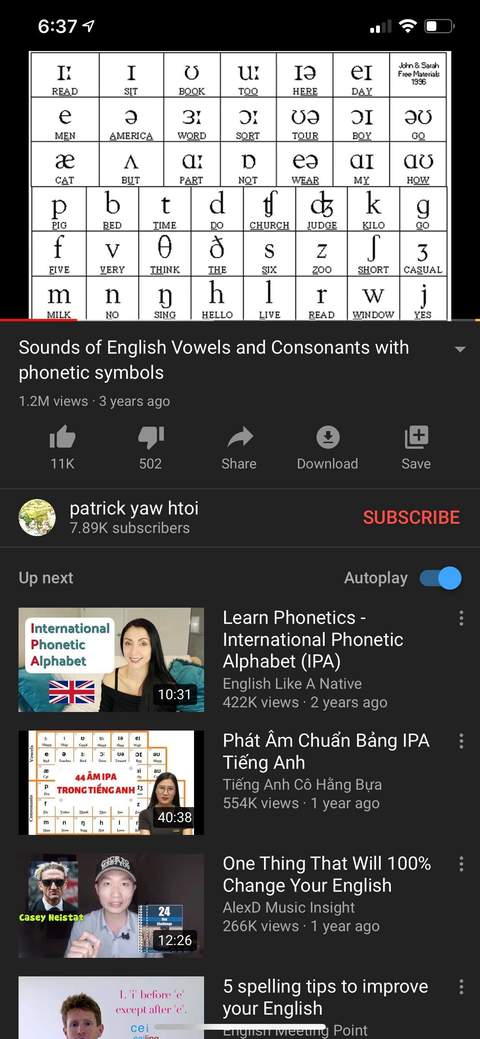 6:37
iː ɪ ʊ uː ɪə eɪ John & Sarah
READ SIT BOOK TOO HERE DAY Free Materials
1996
e ə ɜː ɔː ʊə ɔɪ əʊ
MEN AMERICA WORD SORT TOUR BOY GO
æ ʌ ɑː ɒ eə aɪ aʊ
CAT BUT PART NOT WEAR MY HOW
p b t d ʧ ʤ k g
PIG BED TIME DO CHURCH JUDGE KILO GO
f v θ ð s z ʃ ʒ
FIVE VERY THINK THE SIX ZOO SHORT CASUAL
m n ŋ h l r w j
MILK NO SING HELLO LIVE READ WINDOW YES
Sounds of English Vowels and Consonants with
phonetic symbols
1.2M views · 3 years ago
11K 502 Share Download Save
patrick yaw htoi
7.89K subscribers
SUBSCRIBE
Up next
Autoplay
International
Phonetic
Alphabet
10:31
Learn Phonetics -
International Phonetic
Alphabet (IPA)
English Like A Native
422K views · 2 years ago
44 ÂM IPA
TRONG TIẾNG ANH
40:38
Phát Âm Chuẩn Bảng IPA
Tiếng Anh
Tiếng Anh Cô Hằng Bựa
554K views · 1 year ago
Casey Neistat
24
12:26
One Thing That Will 100%
Change Your English
AlexD Music Insight
266K views · 1 year ago
1. 'i' before 'e'
except after 'c'.
cei
5 spelling tips to improve
your English
English Meeting Point